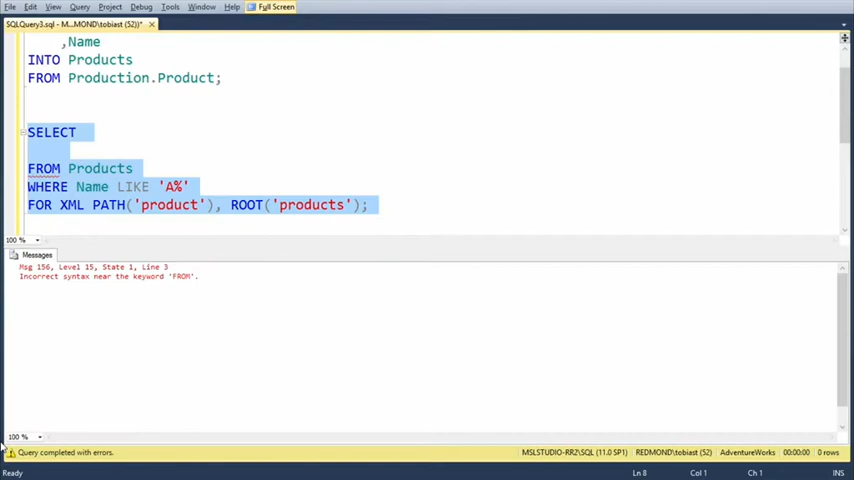 File Edit View Query Project Debug Tools Window Help Full Screen
SQLQuery3.sql - M...MOND\tobiast (52))*
,Name
INTO Products
FROM Production.Product;
SELECT
FROM Products
WHERE Name LIKE 'A%'
FOR XML PATH('product'), ROOT('products');
100 %
Messages
Msg 156, Level 15, State 1, Line 3
Incorrect syntax near the keyword 'FROM'.
100 %
Query completed with errors. MSLSTUDIO-RR2\SQL (11.0 SP1) REDMOND\tobiast (52) AdventureWorks 00:00:00 0 rows
Ready Ln 8 Col 1 Ch 1 INS